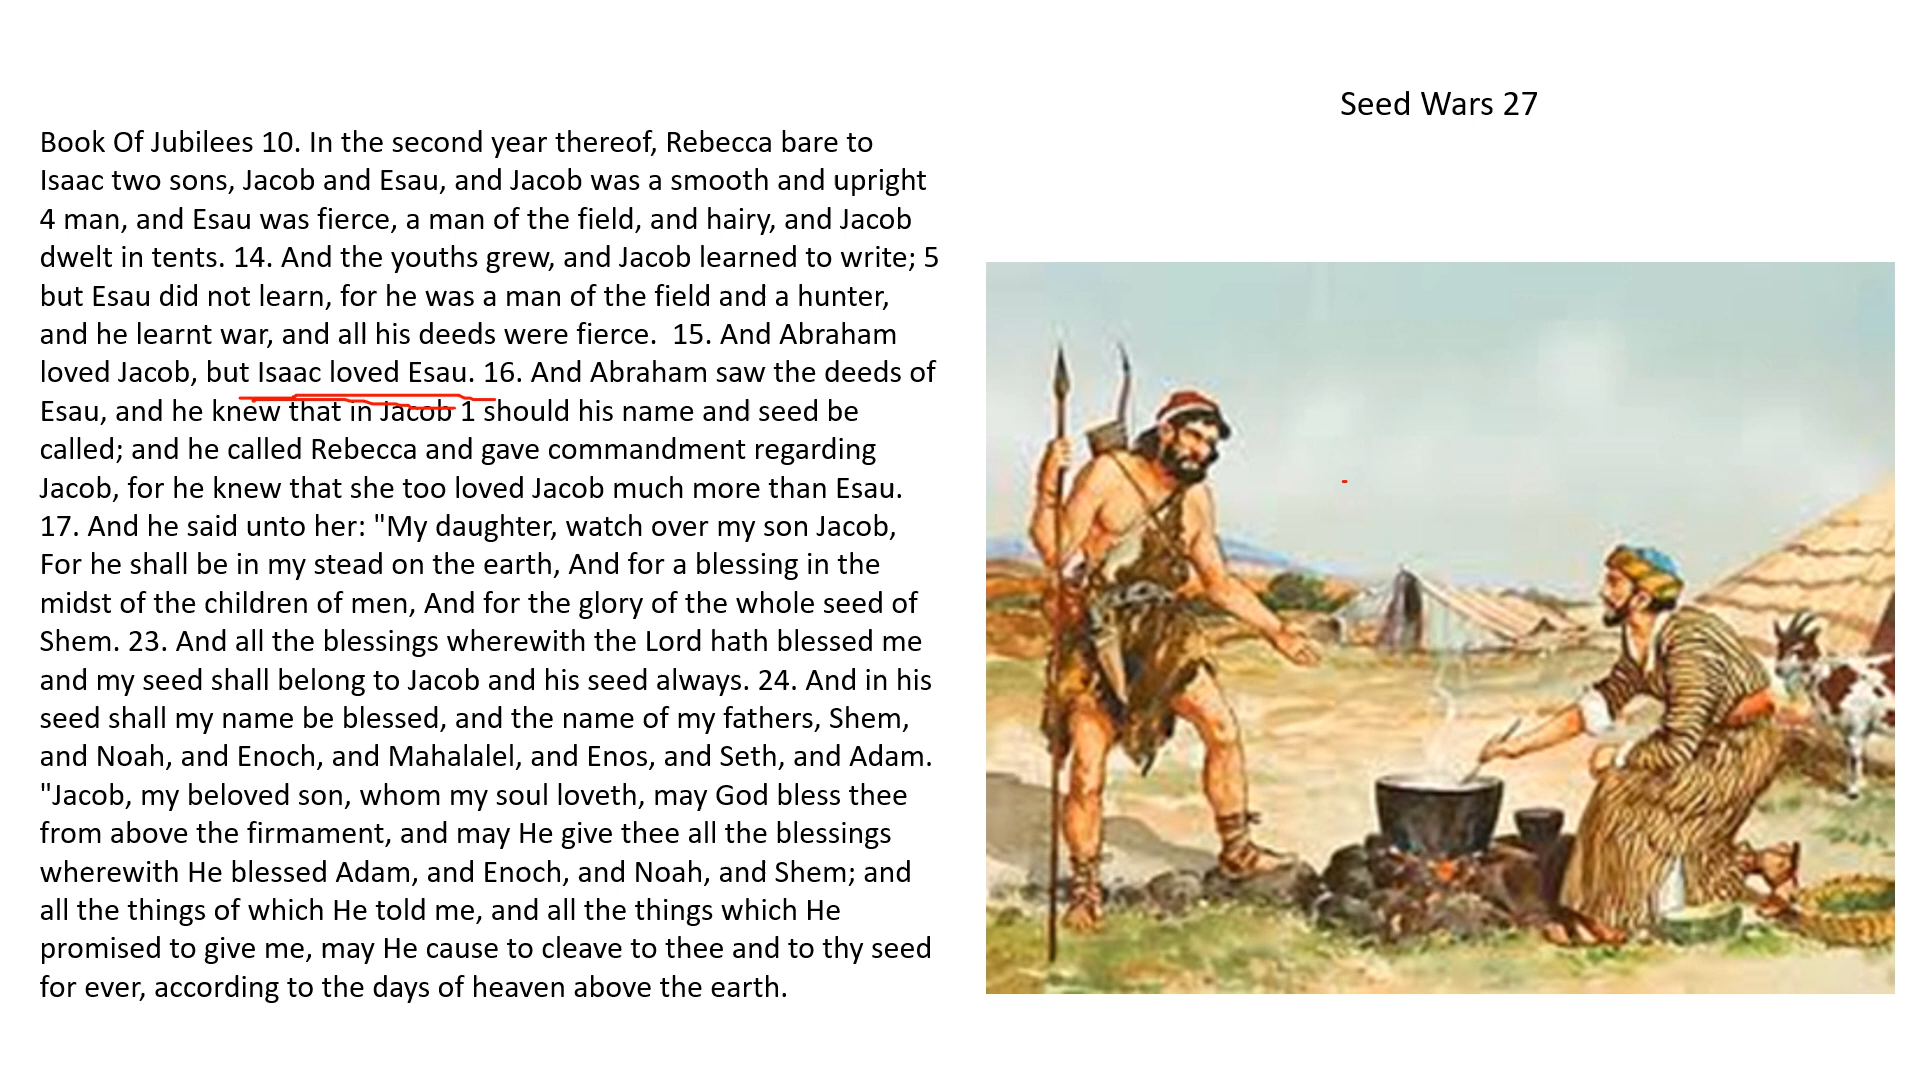 Seed Wars 27
Book Of Jubilees 10. In the second year thereof, Rebecca bare to
Isaac two sons, Jacob and Esau, and Jacob was a smooth and upright
4 man, and Esau was fierce, a man of the field, and hairy, and Jacob
dwelt in tents. 14. And the youths grew, and Jacob learned to write; 5
but Esau did not learn, for he was a man of the field and a hunter,
and he learnt war, and all his deeds were fierce.  15. And Abraham
loved Jacob, but Isaac loved Esau. 16. And Abraham saw the deeds of
Esau, and he knew that in Jacob 1 should his name and seed be
called; and he called Rebecca and gave commandment regarding
Jacob, for he knew that she too loved Jacob much more than Esau.
17. And he said unto her: "My daughter, watch over my son Jacob,
For he shall be in my stead on the earth, And for a blessing in the
midst of the children of men, And for the glory of the whole seed of
Shem. 23. And all the blessings wherewith the Lord hath blessed me
and my seed shall belong to Jacob and his seed always. 24. And in his
seed shall my name be blessed, and the name of my fathers, Shem,
and Noah, and Enoch, and Mahalalel, and Enos, and Seth, and Adam.
"Jacob, my beloved son, whom my soul loveth, may God bless thee
from above the firmament, and may He give thee all the blessings
wherewith He blessed Adam, and Enoch, and Noah, and Shem; and
all the things of which He told me, and all the things which He
promised to give me, may He cause to cleave to thee and to thy seed
for ever, according to the days of heaven above the earth.